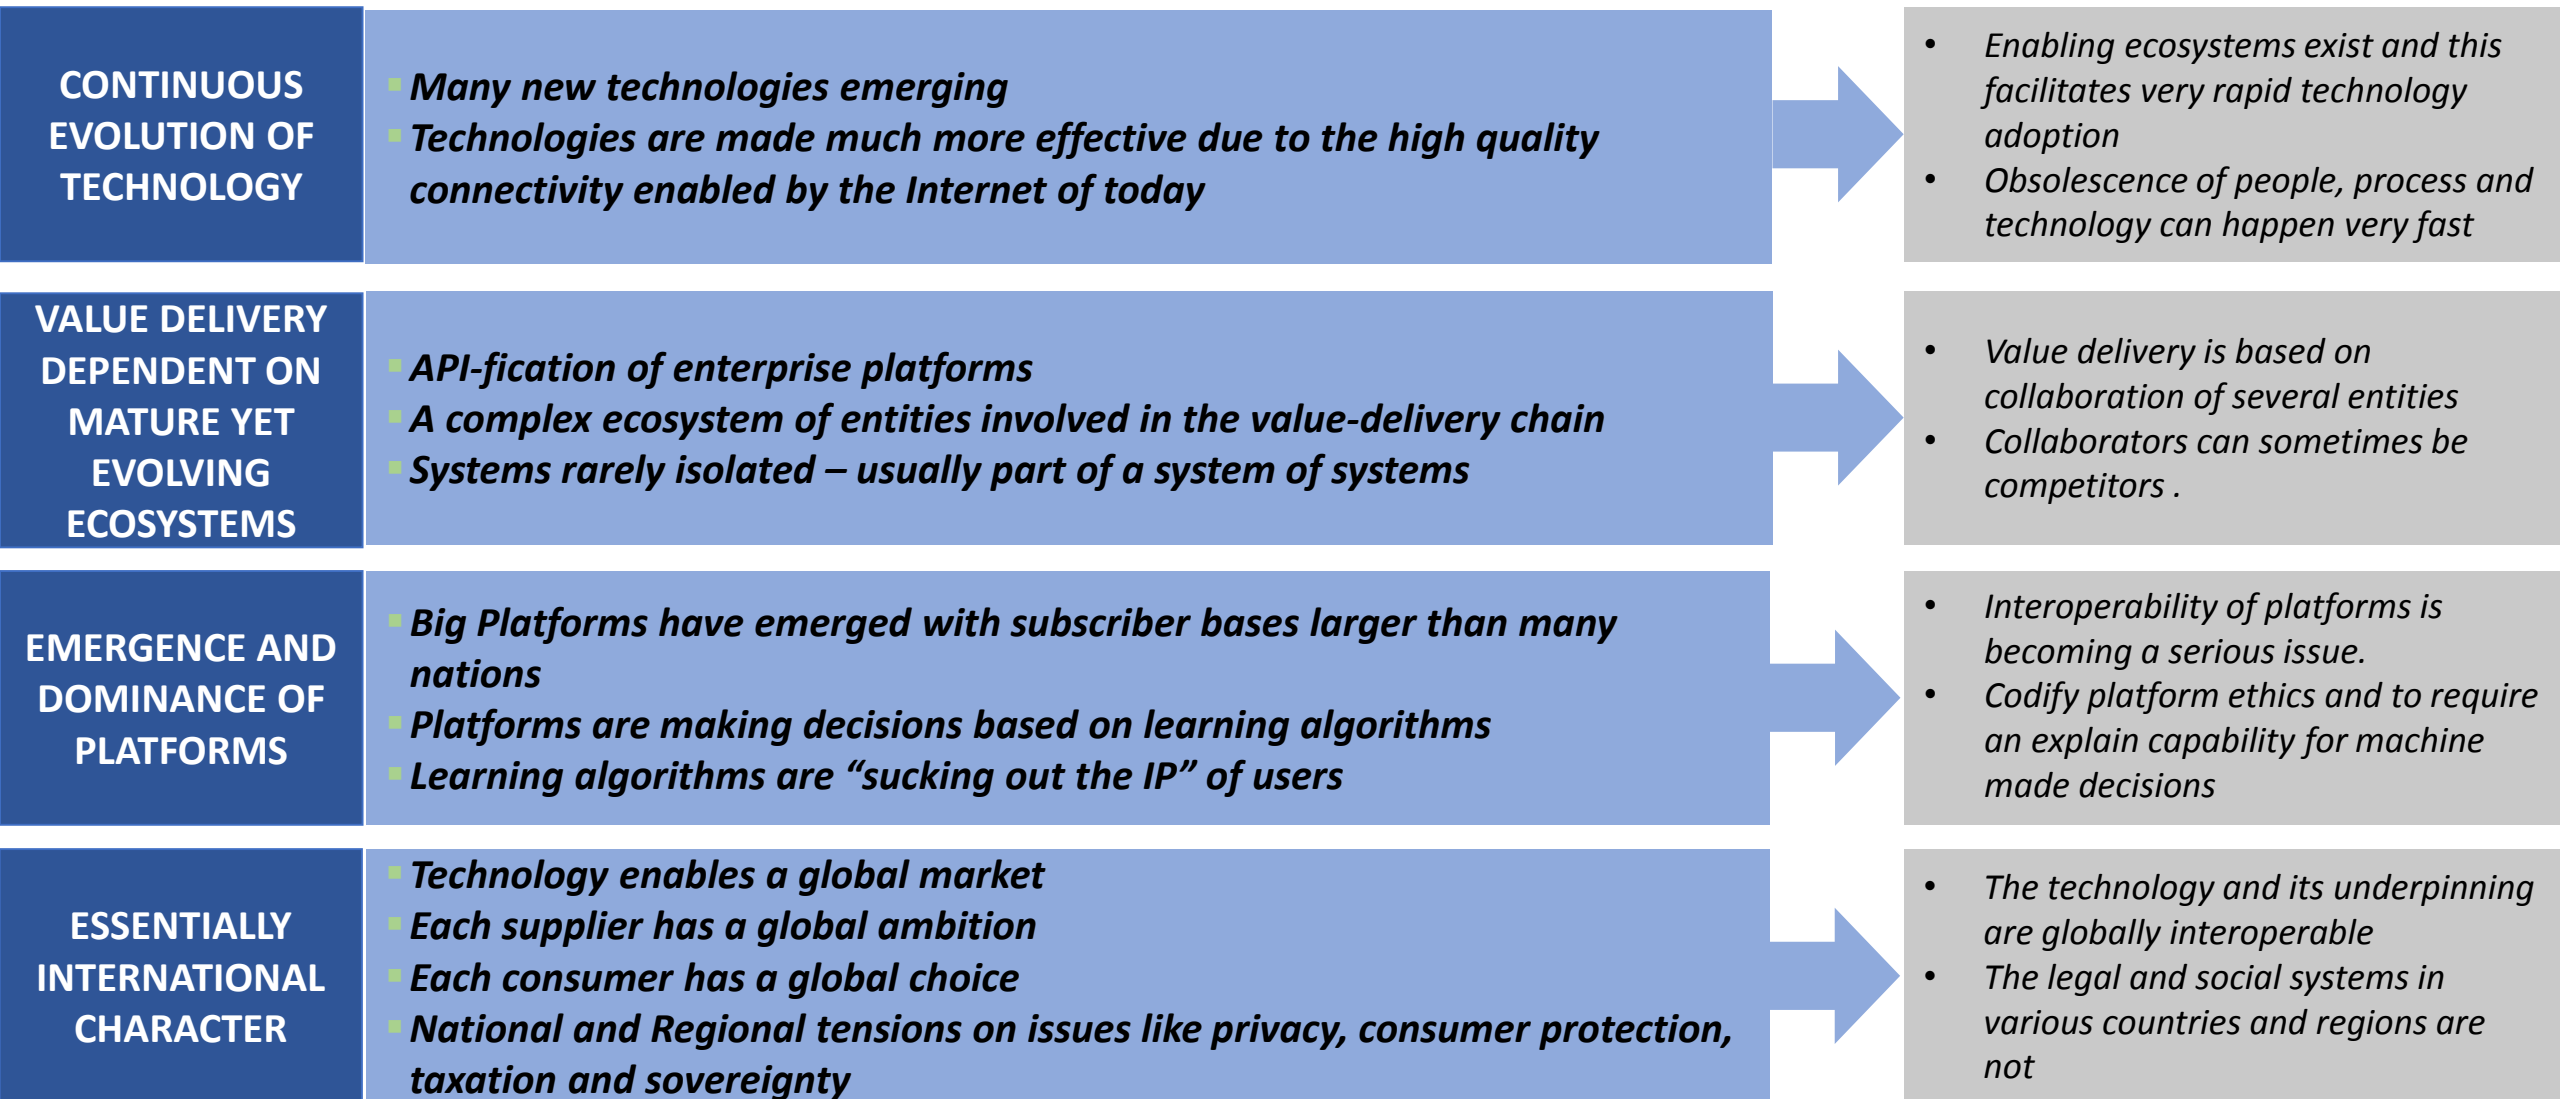 CONTINUOUS
EVOLUTION OF
TECHNOLOGY
Many new technologies emerging
Technologies are made much more effective due to the high quality
connectivity enabled by the Internet of today
• Enabling ecosystems exist and this
facilitates very rapid technology
adoption
• Obsolescence of people, process and
technology can happen very fast
VALUE DELIVERY
DEPENDENT ON
MATURE YET
EVOLVING
ECOSYSTEMS
API-fication of enterprise platforms
A complex ecosystem of entities involved in the value-delivery chain
Systems rarely isolated – usually part of a system of systems
• Value delivery is based on
collaboration of several entities
• Collaborators can sometimes be
competitors .
EMERGENCE AND
DOMINANCE OF
PLATFORMS
Big Platforms have emerged with subscriber bases larger than many
nations
Platforms are making decisions based on learning algorithms
Learning algorithms are “sucking out the IP” of users
• Interoperability of platforms is
becoming a serious issue.
• Codify platform ethics and to require
an explain capability for machine
made decisions
ESSENTIALLY
INTERNATIONAL
CHARACTER
Technology enables a global market
Each supplier has a global ambition
Each consumer has a global choice
National and Regional tensions on issues like privacy, consumer protection,
taxation and sovereignty
• The technology and its underpinning
are globally interoperable
• The legal and social systems in
various countries and regions are
not